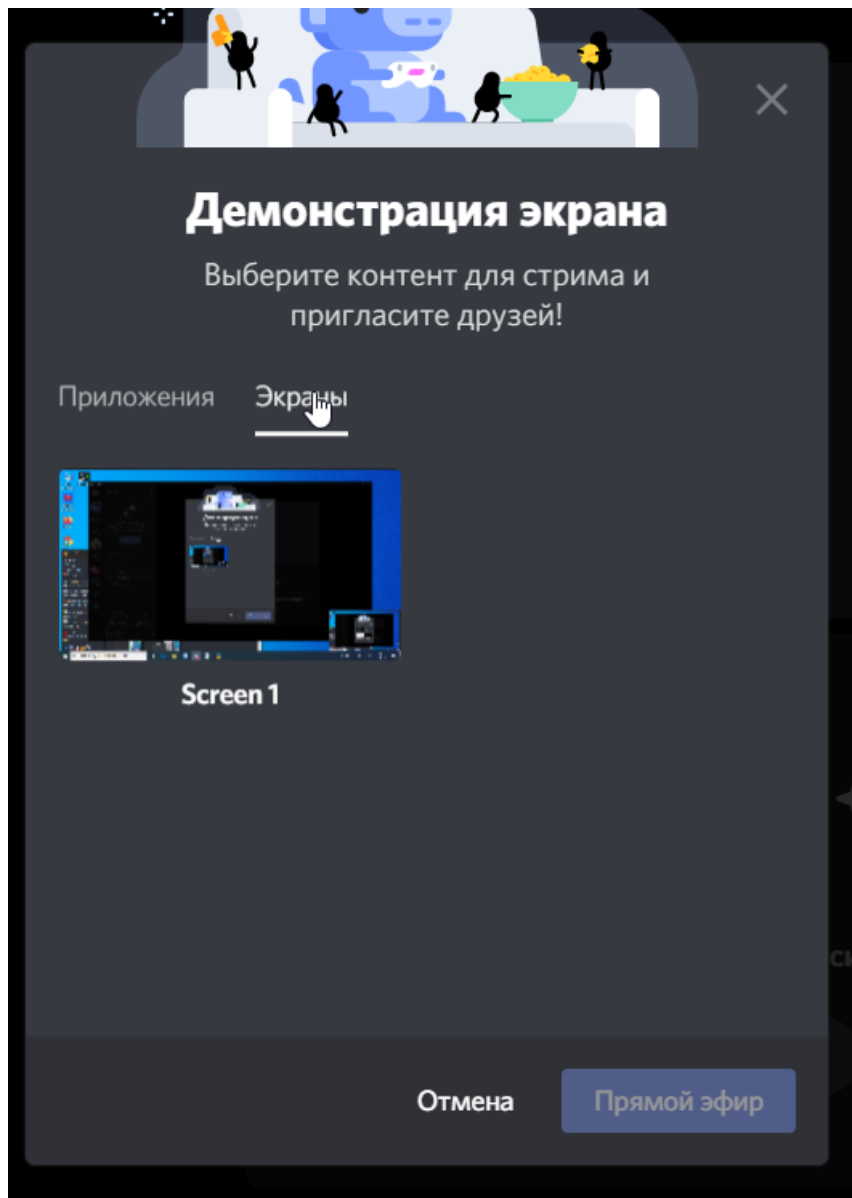 Демонстрация экрана
Выберите контент для стрима и
пригласите друзей!
Приложения Экраны
Screen 1
Отмена Прямой эфир